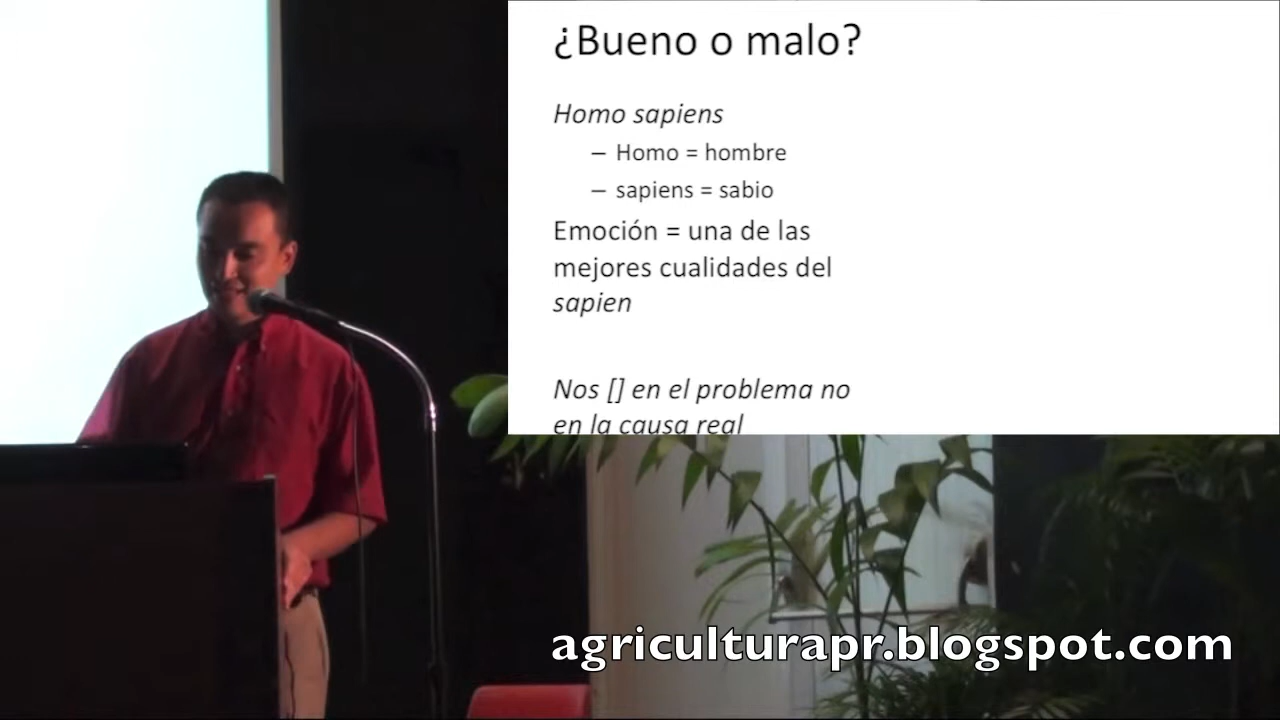 ¿Bueno o malo?
Homo sapiens
– Homo = hombre
– sapiens = sabio
Emoción = una de las
mejores cualidades del
sapien
Nos [] en el problema no
en la causa real
agriculturapr.blogspot.com